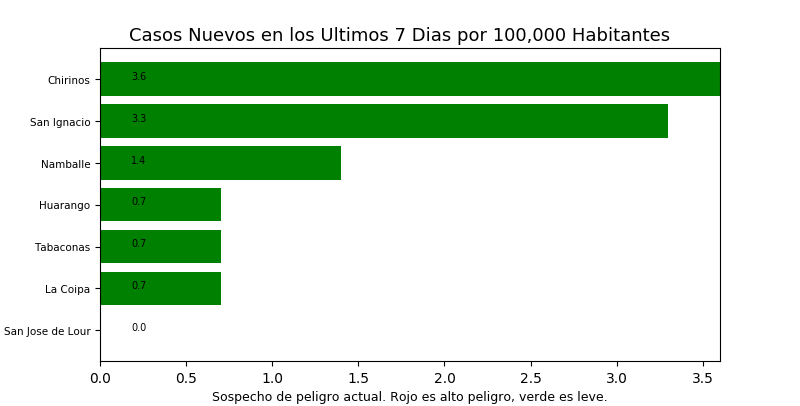 Casos Nuevos en los Ultimos 7 Dias por 100,000 Habitantes
Chirinos 3.6
San Ignacio 3.3
Namballe 1.4
Huarango 0.7
Tabaconas 0.7
La Coipa 0.7
San Jose de Lour 0.0
0.0 0.5 1.0 1.5 2.0 2.5 3.0 3.5
Sospecho de peligro actual. Rojo es alto peligro, verde es leve.